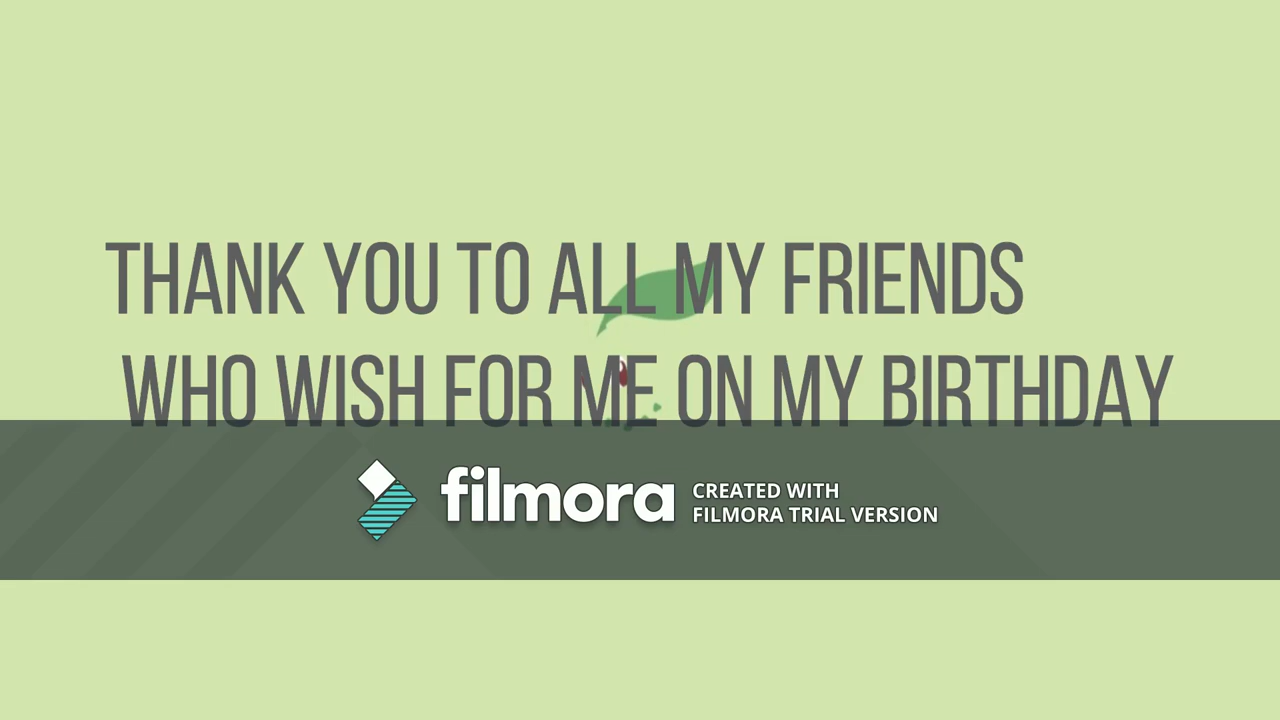 THANK YOU TO ALL MY FRIENDS
WHO WISH FOR ME ON MY BIRTHDAY
filmora
CREATED WITH
FILMORA TRIAL VERSION